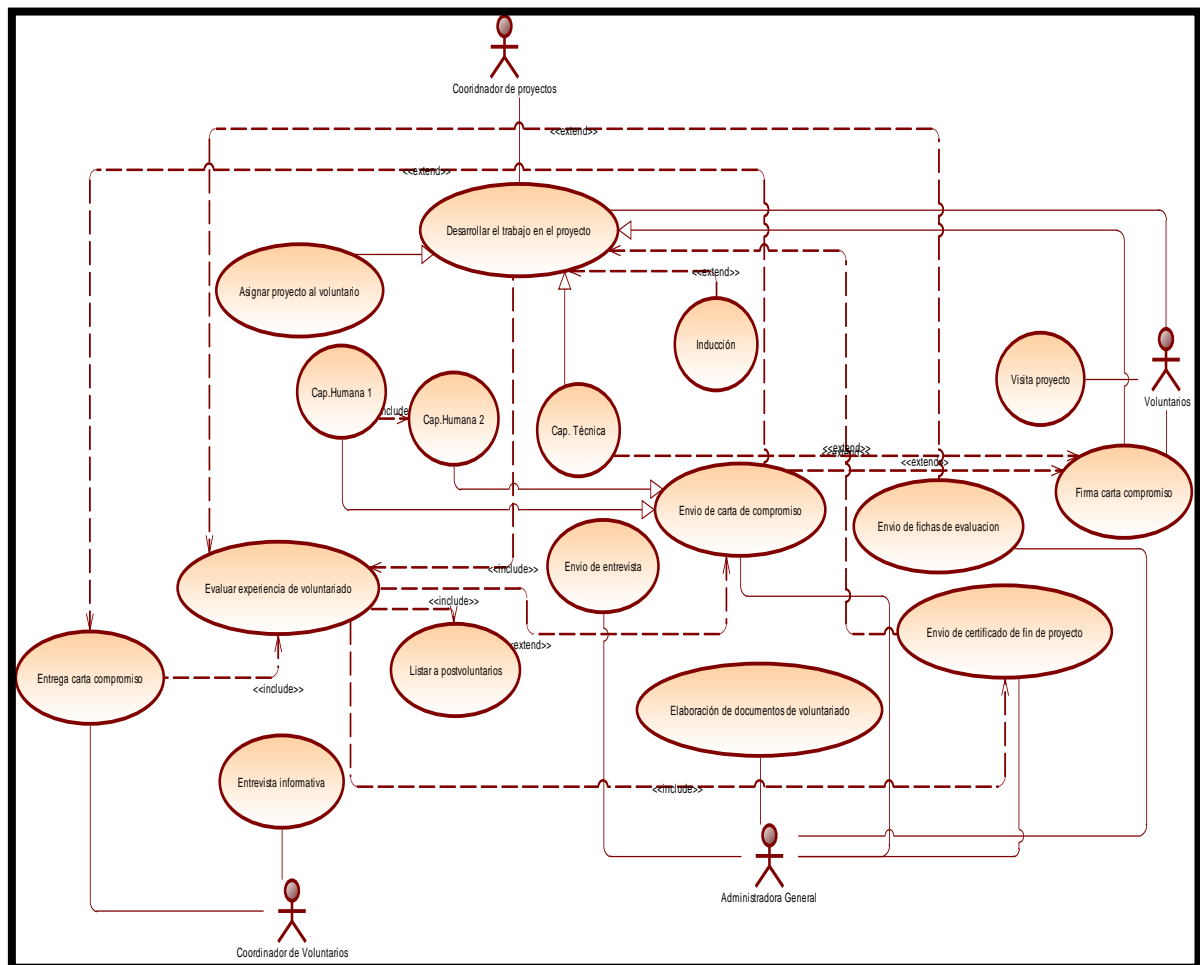 Cooridnador de proyectos
<<extend>>
<<extend>>
Desarrollar el trabajo en el proyecto
<<extend>>
Asignar proyecto al voluntario
Inducción
Visita proyecto
Voluntarios
Cap.Humana 1
include
Cap.Humana 2
Cap. Técnica
<<extend>>
<<extend>>
<<extend>>
Firma carta compromiso
Envio de carta de compromiso
Envio de fichas de evaluacion
Envio de entrevista
<<include>>
Evaluar experiencia de voluntariado
<<include>>
extend>>
Envio de certificado de fin de proyecto
Listar a postvoluntarios
Entrega carta compromiso
<<include>>
Elaboración de documentos de voluntariado
Entrevista informativa
<<include>>
Administradora General
Coordinador de Voluntarios